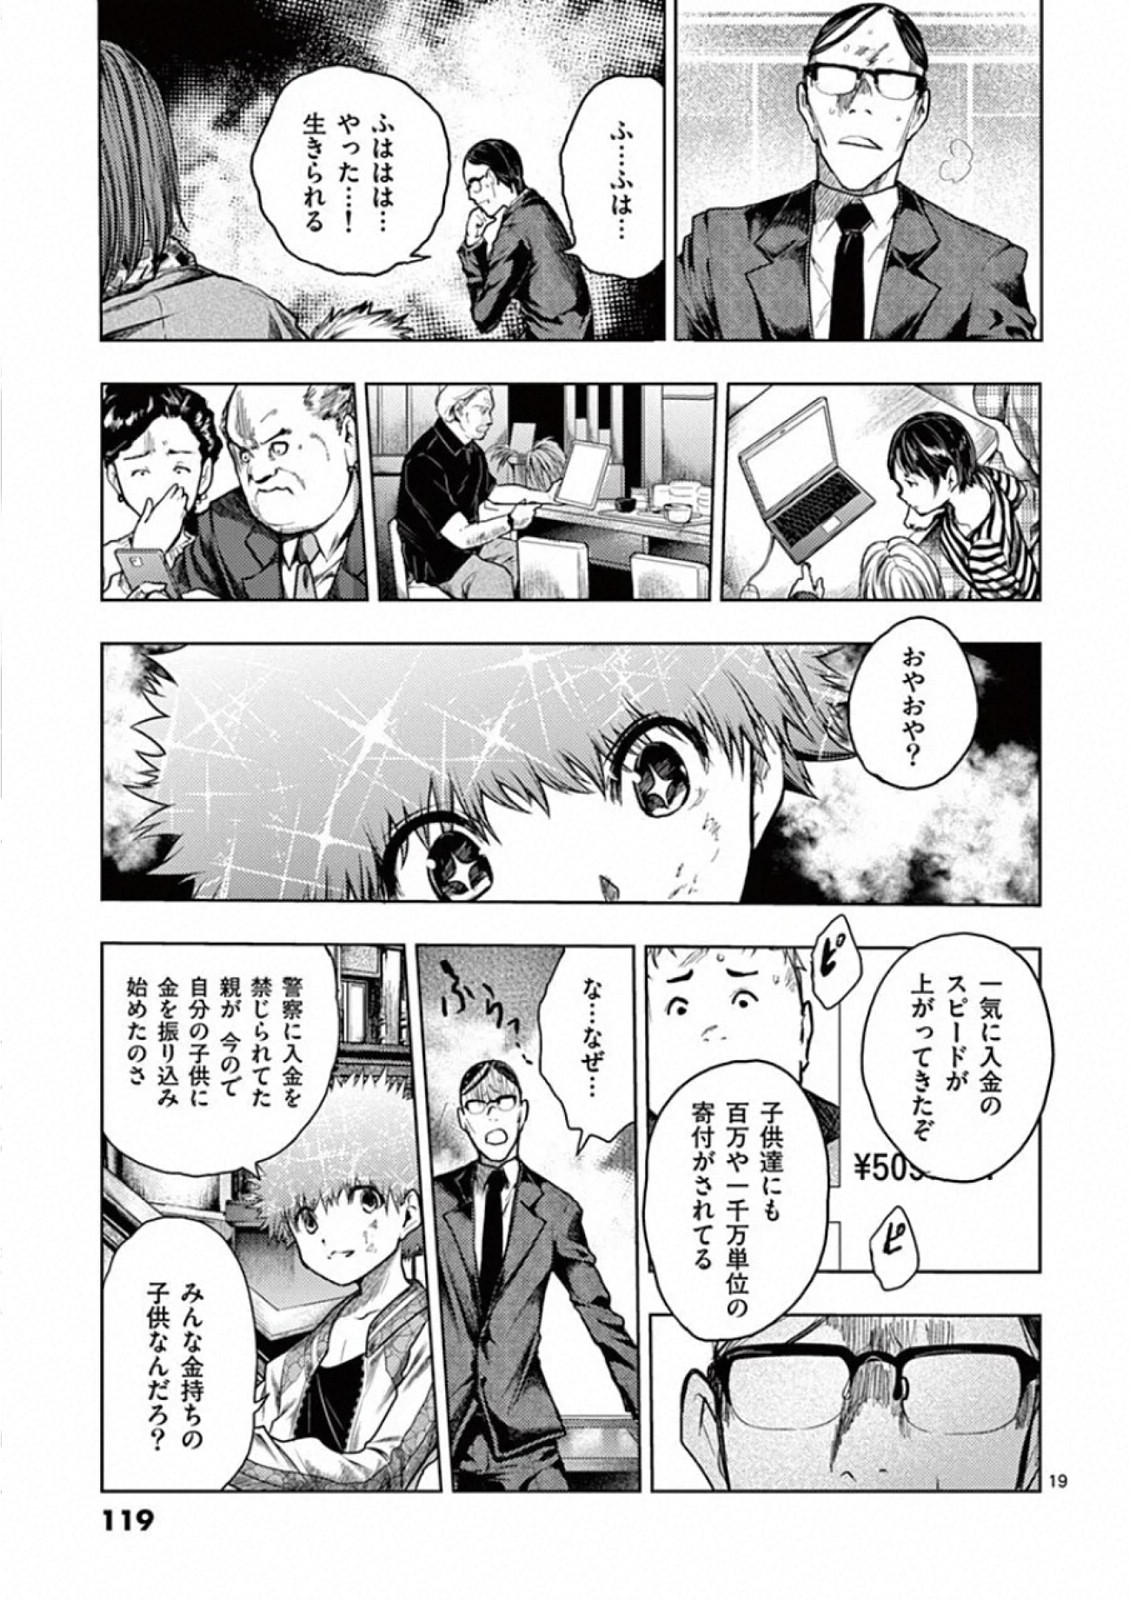 ふ…ふは…
ふははは…
やった…！
生きられる
おやおや？
一気に入金の
スピードが
上がってきたぞ
ピ
¥503
ピ
子供達にも
百万や一千万単位の
寄付がされてる
な…なぜ…
ふらっ…
警察に入金を
禁じられてた
親が 今ので
自分の子供に
金を振り込み
始めたのさ
みんな金持ちの
子供なんだろ？
19
119